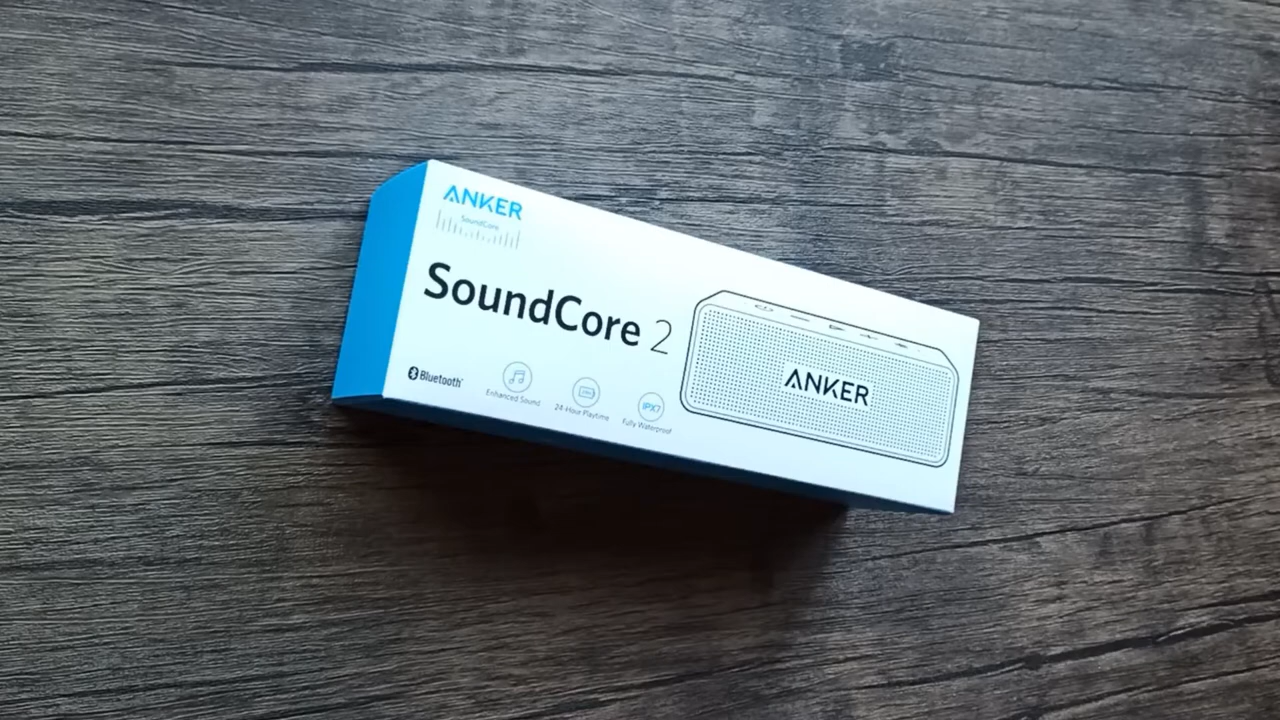 ANKER
SoundCore
SoundCore 2
Bluetooth
Enhanced Sound
24-Hour Playtime
IPX7
Fully Waterproof
ANKER